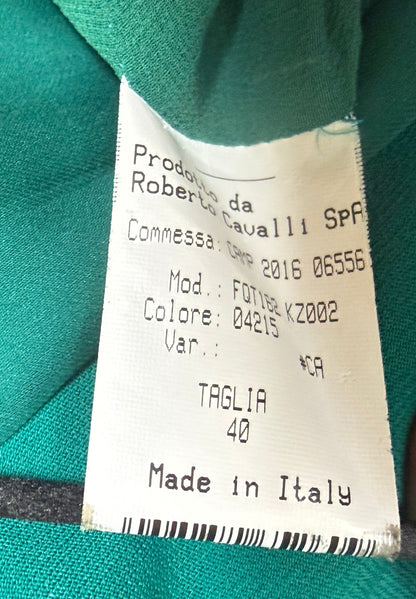 Prodotto da
Roberto Cavalli SpA
Commessa: CAMP 2016 06556
Mod.: FQT162 KZ002
Colore: 04215
Var.:
*CA
TAGLIA
40
Made in Italy